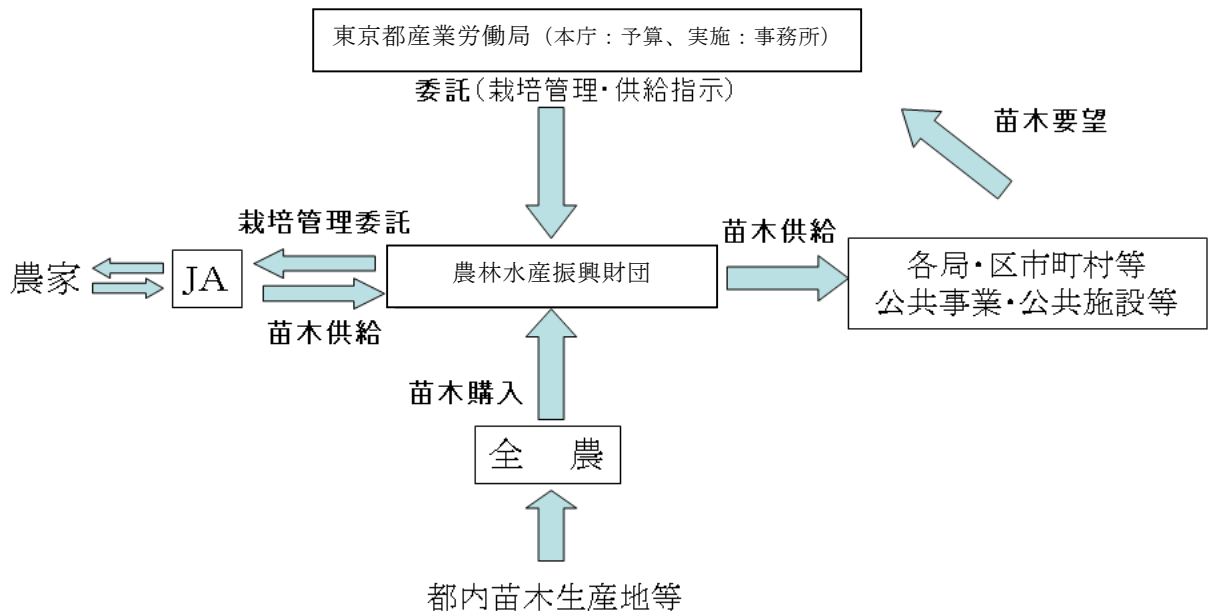 東京都産業労働局（本庁：予算、実施：事務所）
委託(栽培管理・供給指示)
苗木要望
栽培管理委託
苗木供給
農家
JA
農林水産振興財団
各局・区市町村等
公共事業・公共施設等
苗木供給
苗木購入
全　農
都内苗木生産地等